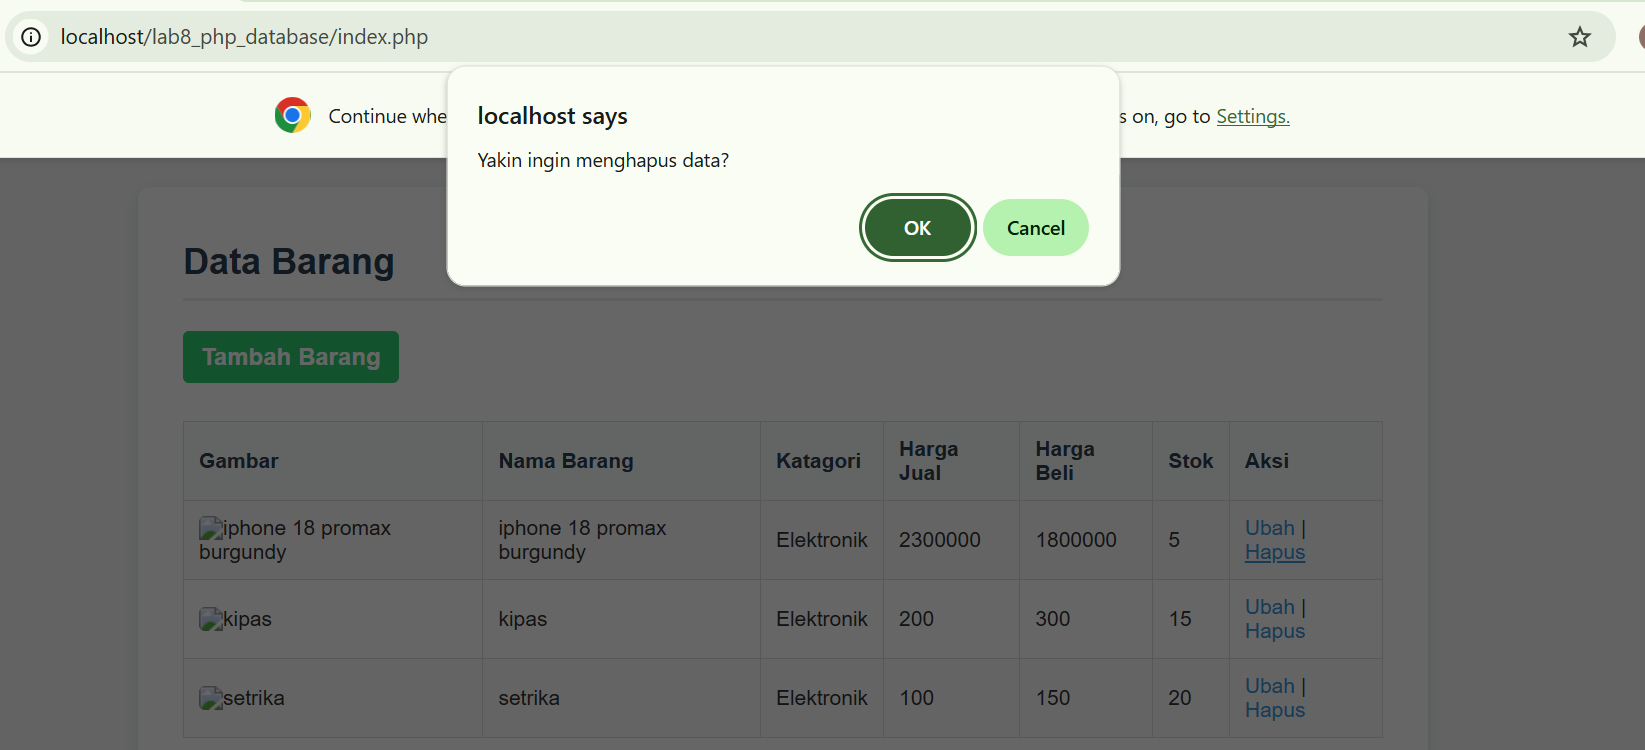 localhost/lab8_php_database/index.php
Continue whe
s on, go to Settings.
localhost says
Yakin ingin menghapus data?
OK
Cancel
Data Barang
Tambah Barang
Gambar
Nama Barang
Katagori
Harga
Jual
Harga
Beli
Stok
Aksi
iphone 18 promax
burgundy
iphone 18 promax
burgundy
Elektronik
2300000
1800000
5
Ubah |
Hapus
kipas
kipas
Elektronik
200
300
15
Ubah |
Hapus
setrika
setrika
Elektronik
100
150
20
Ubah |
Hapus